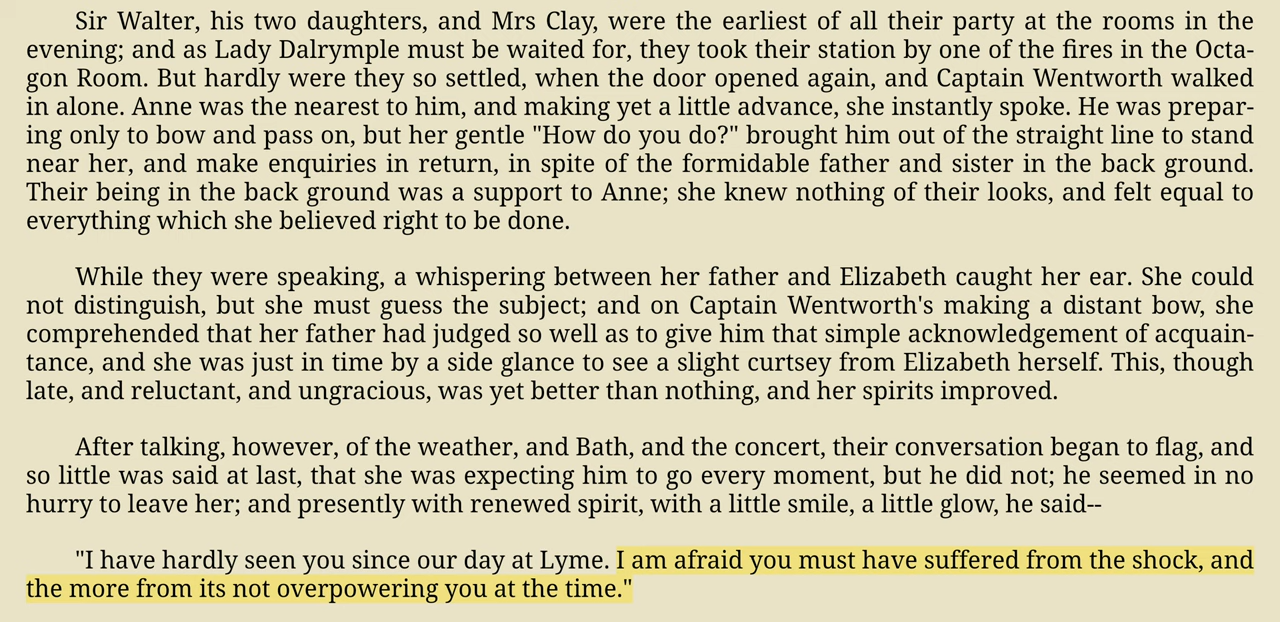 Sir Walter, his two daughters, and Mrs Clay, were the earliest of all their party at the rooms in the
evening; and as Lady Dalrymple must be waited for, they took their station by one of the fires in the Octa-
gon Room. But hardly were they so settled, when the door opened again, and Captain Wentworth walked
in alone. Anne was the nearest to him, and making yet a little advance, she instantly spoke. He was prepar-
ing only to bow and pass on, but her gentle "How do you do?" brought him out of the straight line to stand
near her, and make enquiries in return, in spite of the formidable father and sister in the back ground.
Their being in the back ground was a support to Anne; she knew nothing of their looks, and felt equal to
everything which she believed right to be done.
While they were speaking, a whispering between her father and Elizabeth caught her ear. She could
not distinguish, but she must guess the subject; and on Captain Wentworth's making a distant bow, she
comprehended that her father had judged so well as to give him that simple acknowledgement of acquain-
tance, and she was just in time by a side glance to see a slight curtsey from Elizabeth herself. This, though
late, and reluctant, and ungracious, was yet better than nothing, and her spirits improved.
After talking, however, of the weather, and Bath, and the concert, their conversation began to flag, and
so little was said at last, that she was expecting him to go every moment, but he did not; he seemed in no
hurry to leave her; and presently with renewed spirit, with a little smile, a little glow, he said--
"I have hardly seen you since our day at Lyme. I am afraid you must have suffered from the shock, and
the more from its not overpowering you at the time."